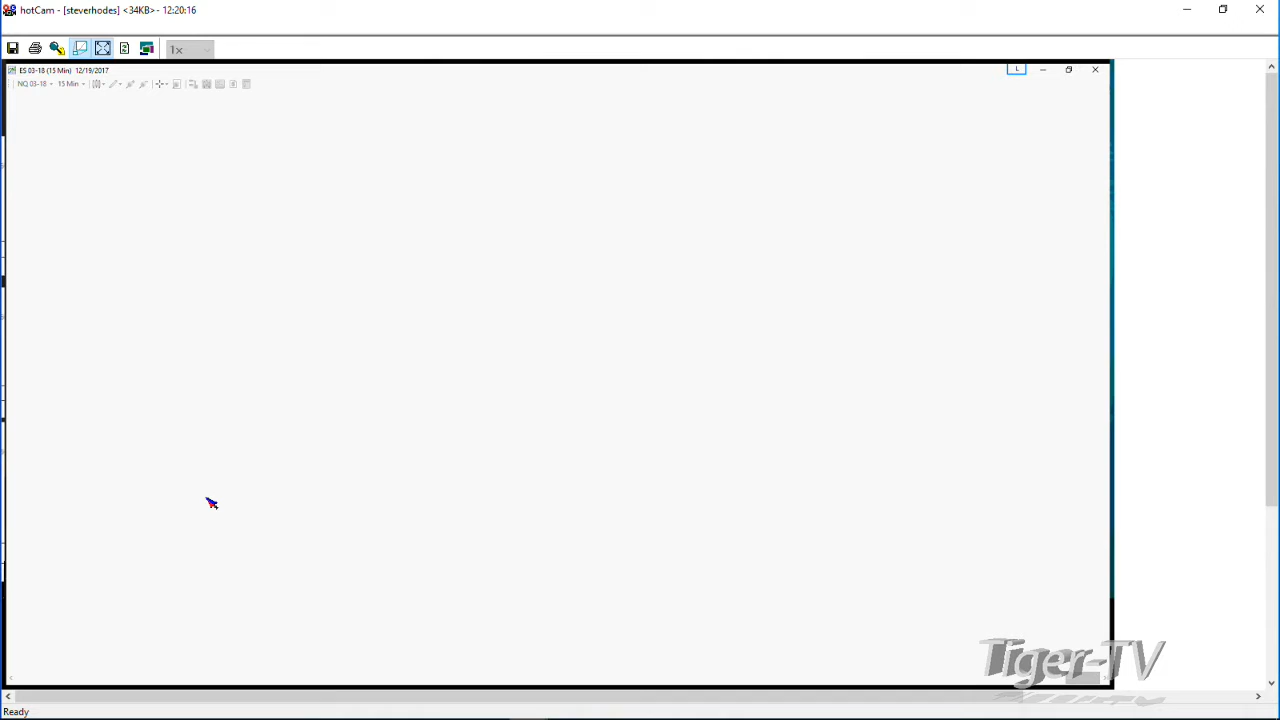 hotCam - [steverhodes] <34KB> - 12:20:16
1x
ES 03-18 (15 Min) 12/19/2017
L
NQ 03-18
15 Min
Tiger-TV
Ready